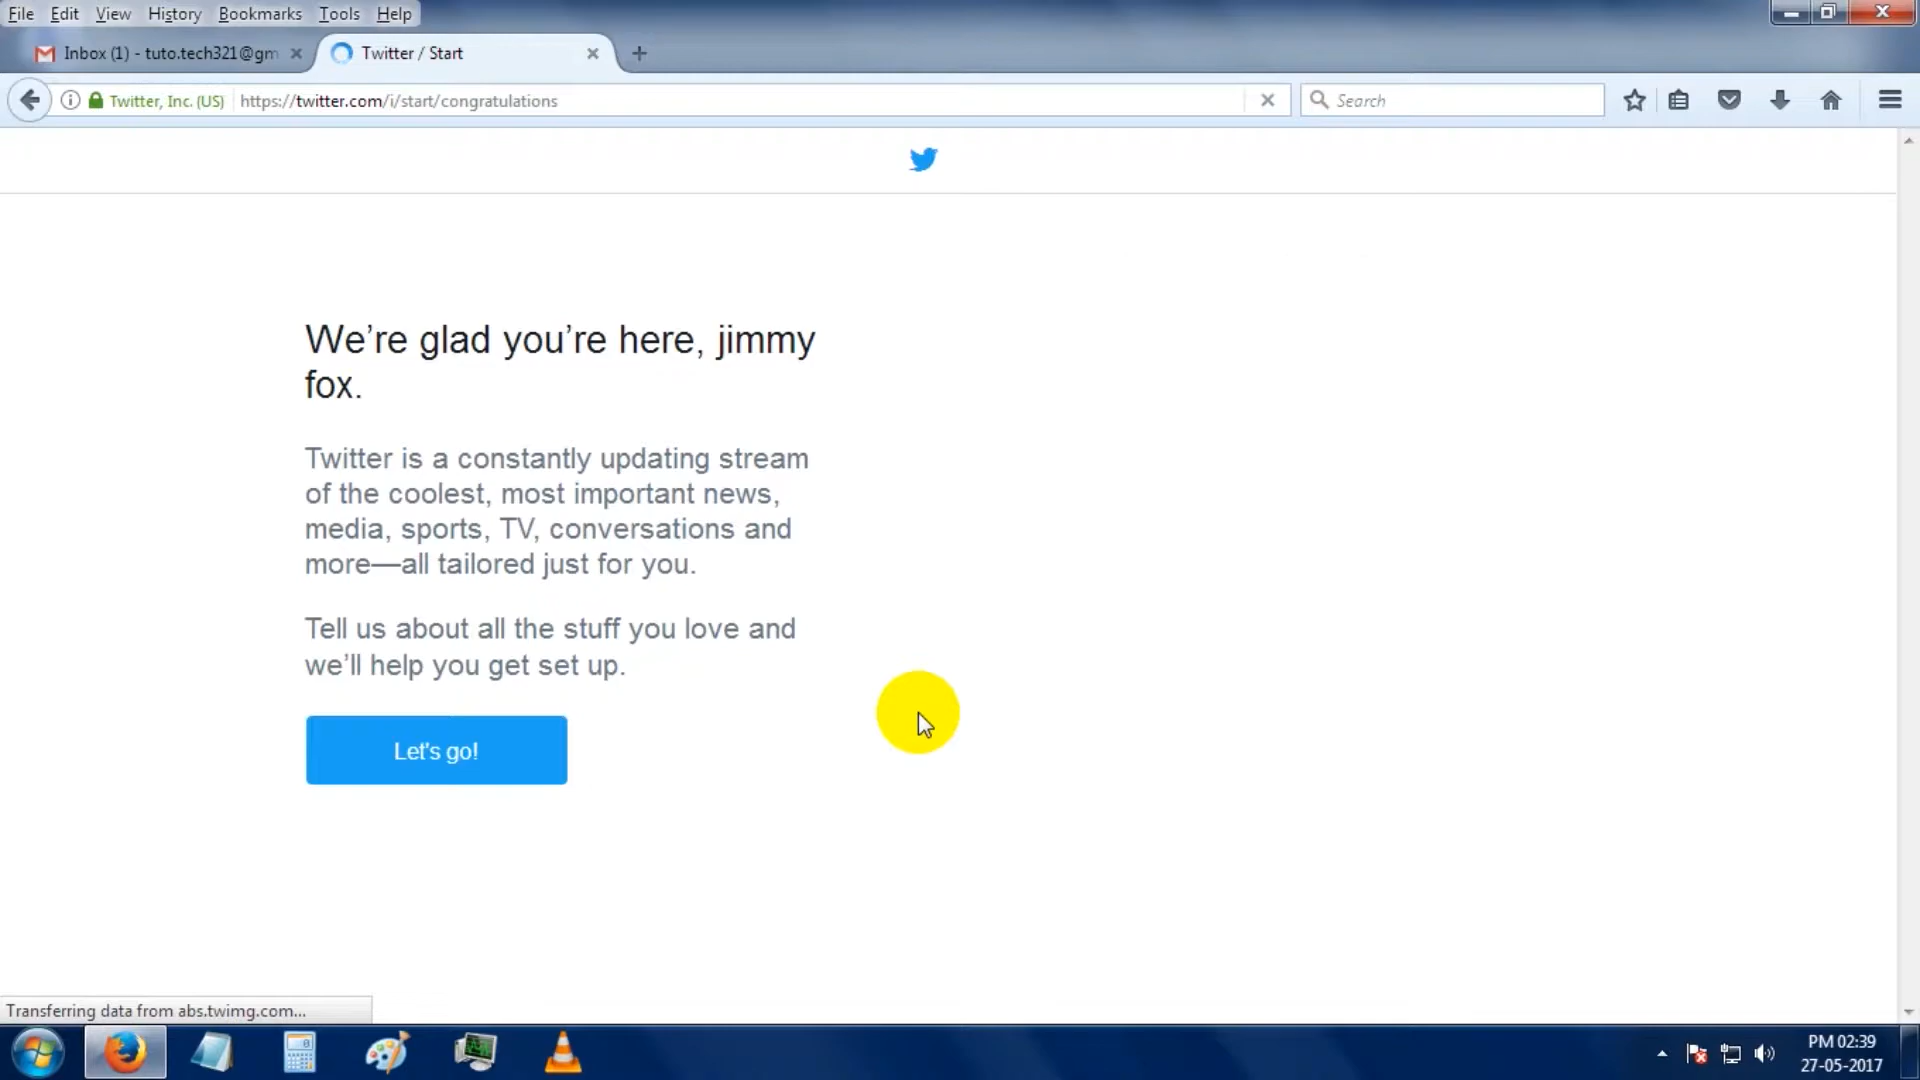 File Edit View History Bookmarks Tools Help
Inbox (1) - tuto.tech321@gm
Twitter / Start
Twitter, Inc. (US) https://twitter.com/i/start/congratulations
Search
We’re glad you’re here, jimmy
fox.
Twitter is a constantly updating stream
of the coolest, most important news,
media, sports, TV, conversations and
more—all tailored just for you.
Tell us about all the stuff you love and
we’ll help you get set up.
Let's go!
Transferring data from abs.twimg.com...
PM 02:39
27-05-2017